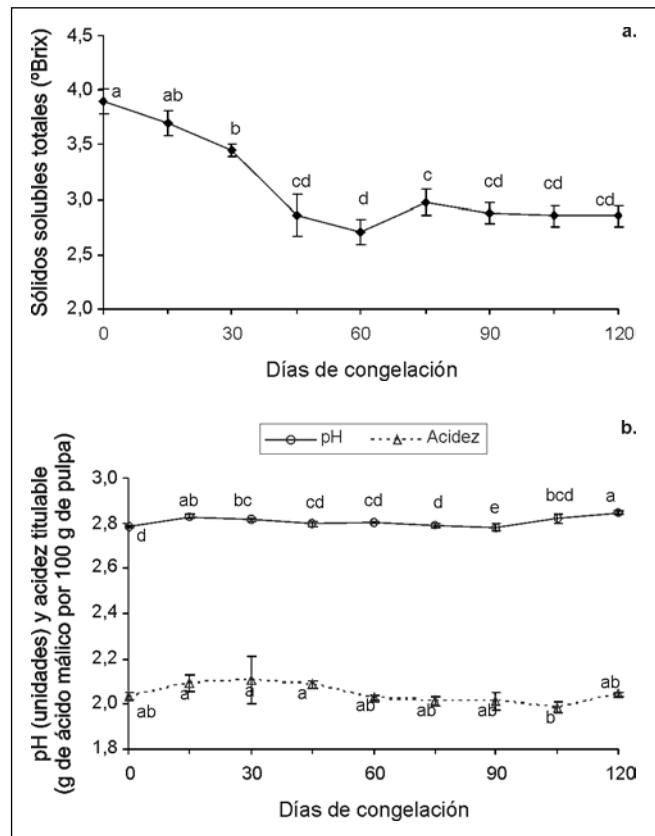 a.
4,5
4,0
3,5
3,0
2,5
2,0
Sólidos solubles totales (ºBrix)
a
ab
b
cd
d
c
cd
cd
cd
0
30
60
90
120
Días de congelación
b.
pH
Acidez
3,0
2,8
2,6
2,4
2,2
2,0
1,8
pH (unidades) y acidez titulable
(g de ácido málico por 100 g de pulpa)
d
ab
bc
cd
cd
d
e
bcd
a
ab
a
a
a
ab
ab
ab
b
ab
0
30
60
90
120
Días de congelación